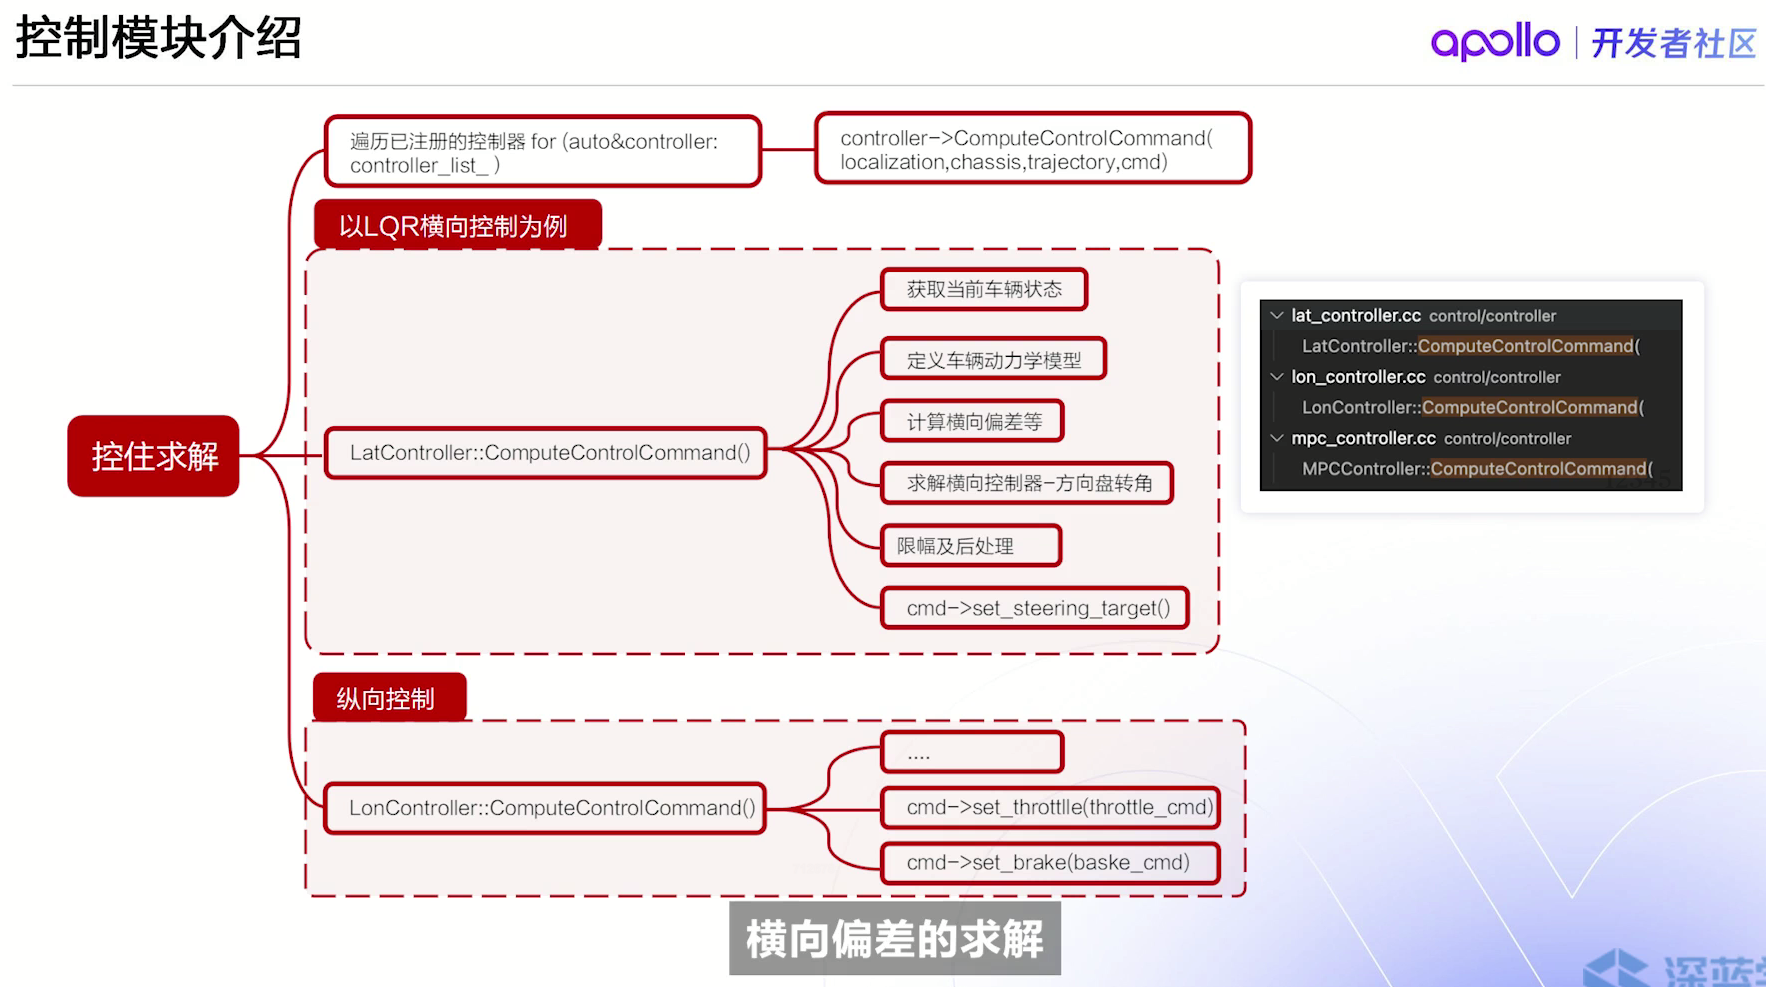 控制模块介绍
apollo | 开发者社区
遍历已注册的控制器 for (auto&controller:
controller_list_ )
controller->ComputeControlCommand(
localization,chassis,trajectory,cmd)
以LQR横向控制为例
控住求解
LatController::ComputeControlCommand()
获取当前车辆状态
定义车辆动力学模型
计算横向偏差等
求解横向控制器-方向盘转角
限幅及后处理
cmd->set_steering_target()
lat_controller.cc control/controller
LatController::ComputeControlCommand(
lon_controller.cc control/controller
LonController::ComputeControlCommand(
mpc_controller.cc control/controller
MPCController::ComputeControlCommand(
12345
纵向控制
LonController::ComputeControlCommand()
....
cmd->set_throttlle(throttle_cmd)
cmd->set_brake(baske_cmd)
横向偏差的求解
深蓝